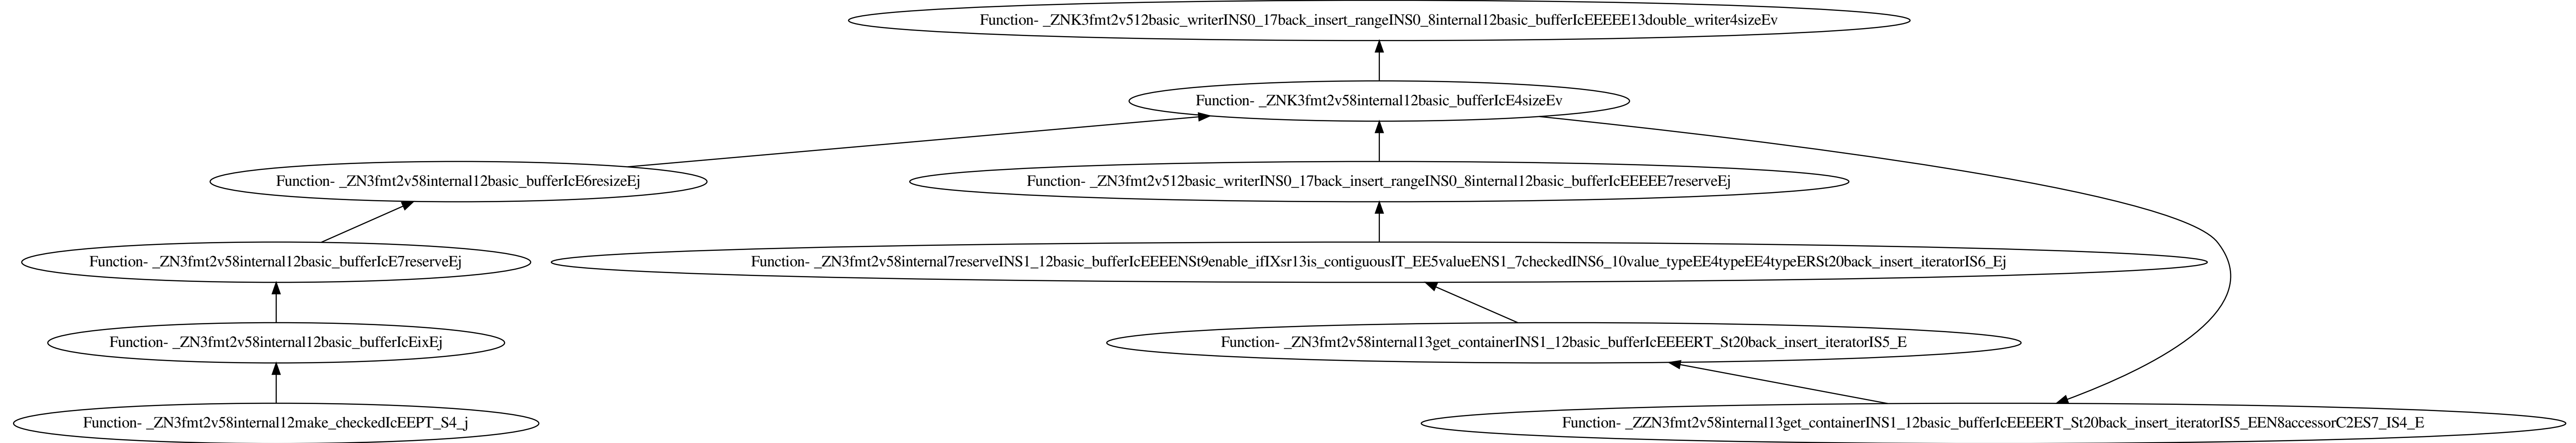 Function- _ZNK3fmt2v512basic_writerINS0_17back_insert_rangeINS0_8internal12basic_bufferIcEEEEE13double_writer4sizeEv
Function- _ZNK3fmt2v58internal12basic_bufferIcE4sizeEv
Function- _ZN3fmt2v58internal12basic_bufferIcE6resizeEj
Function- _ZN3fmt2v512basic_writerINS0_17back_insert_rangeINS0_8internal12basic_bufferIcEEEEE7reserveEj
Function- _ZN3fmt2v58internal12basic_bufferIcE7reserveEj
Function- _ZN3fmt2v58internal7reserveINS1_12basic_bufferIcEEEENSt9enable_ifIXsr13is_contiguousIT_EE5valueENS1_7checkedINS6_10value_typeEE4typeEE4typeERSt20back_insert_iteratorIS6_Ej
Function- _ZN3fmt2v58internal12basic_bufferIcEixEj
Function- _ZN3fmt2v58internal13get_containerINS1_12basic_bufferIcEEEERT_St20back_insert_iteratorIS5_E
Function- _ZN3fmt2v58internal12make_checkedIcEEPT_S4_j
Function- _ZZN3fmt2v58internal13get_containerINS1_12basic_bufferIcEEEERT_St20back_insert_iteratorIS5_EEN8accessorC2ES7_IS4_E